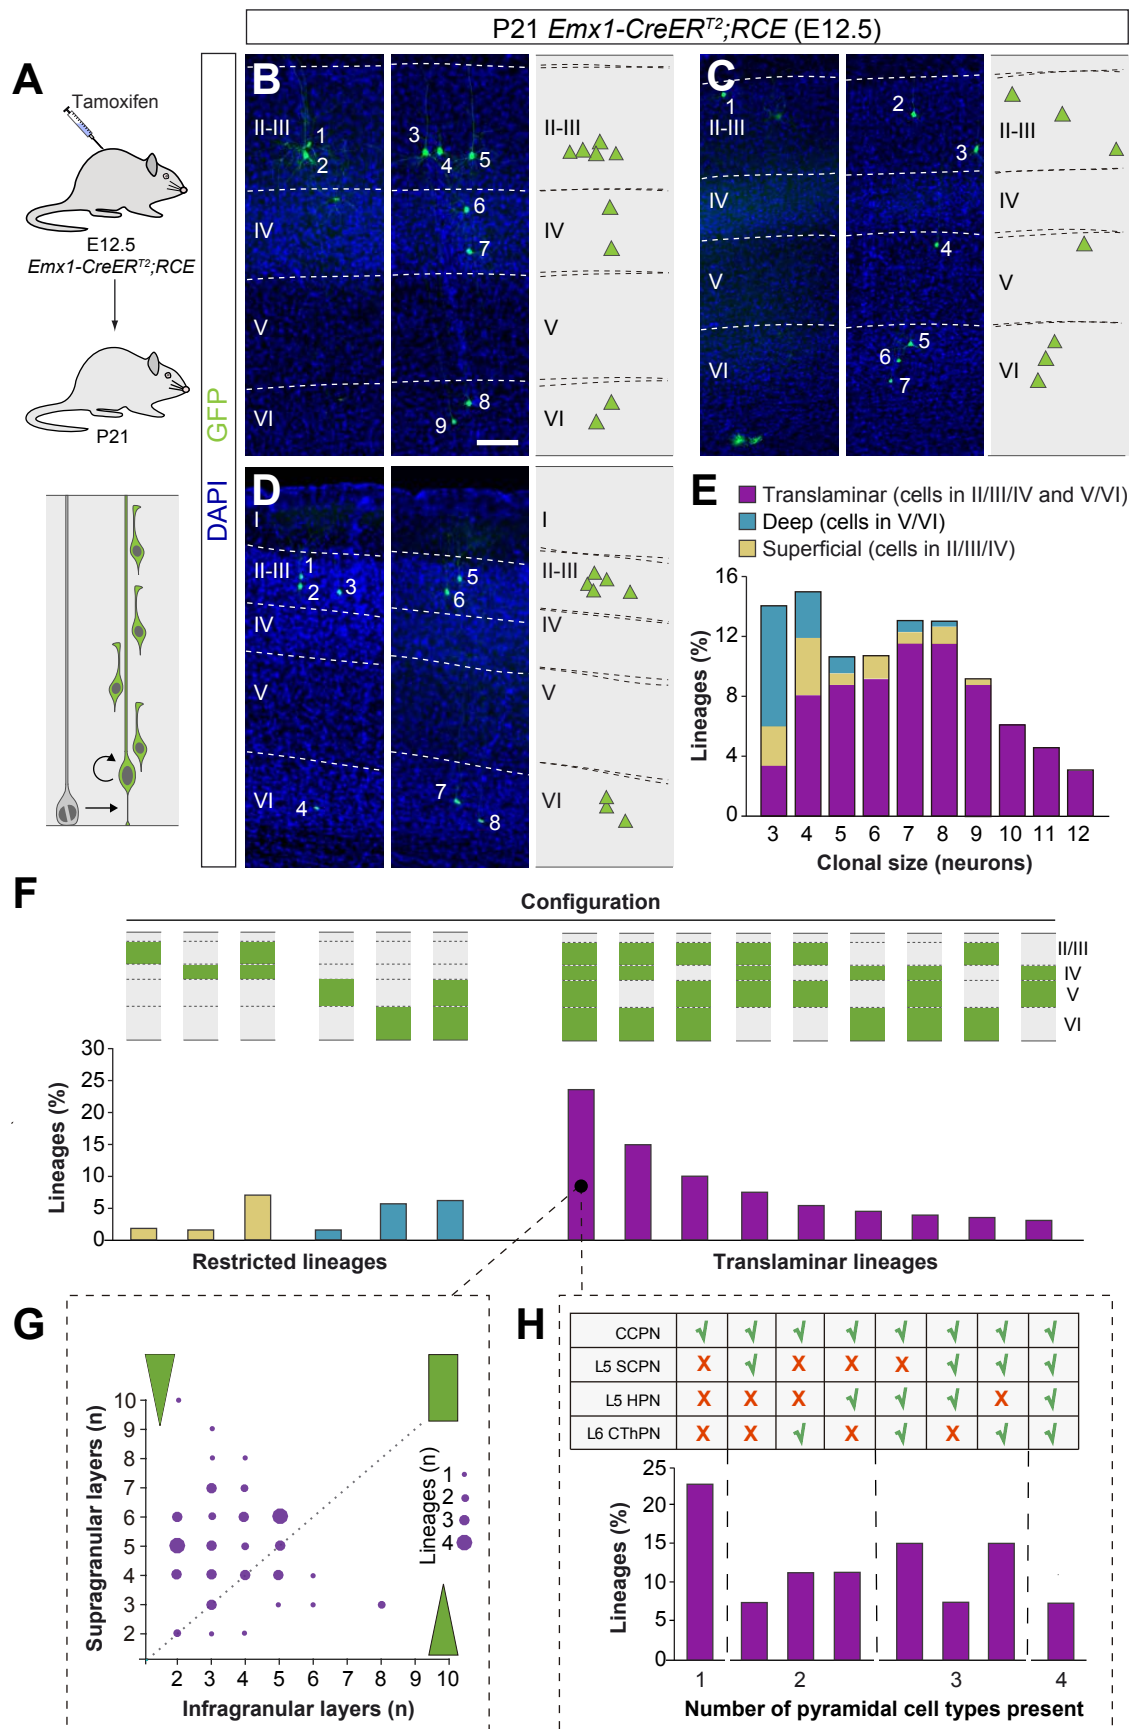 P21 Emx1-CreERT2;RCE (E12.5)
A
Tamoxifen
E12.5
Emx1-CreERT2;RCE
P21
GFP
DAPI
B
II-III
1
2
3
4
5
IV
6
7
V
VI
8
9
II-III
IV
V
VI
C
1
II-III
2
3
IV
4
V
5
6
7
VI
II-III
IV
V
VI
D
I
II-III
1
2
3
5
6
IV
V
VI
4
7
8
I
II-III
IV
V
VI
E
Translaminar (cells in II/III/IV and V/VI)
Deep (cells in V/VI)
Superficial (cells in II/III/IV)
Lineages (%)
16
12
8
4
0
3 4 5 6 7 8 9 10 11 12
Clonal size (neurons)
F
Configuration
II/III
IV
V
VI
Lineages (%)
30
25
20
15
10
5
0
Restricted lineages
Translaminar lineages
G
Supragranular layers (n)
10
9
8
7
6
5
4
3
2
2 3 4 5 6 7 8 9 10
Infragranular layers (n)
Lineages (n)
1
2
3
4
H
CCPN √ √ √ √ √ √ √ √
L5 SCPN X √ X X X √ √ √
L5 HPN X X X √ √ √ X √
L6 CThPN X X √ X √ X √ √
Lineages (%)
25
20
15
10
5
0
1 2 3 4
Number of pyramidal cell types present